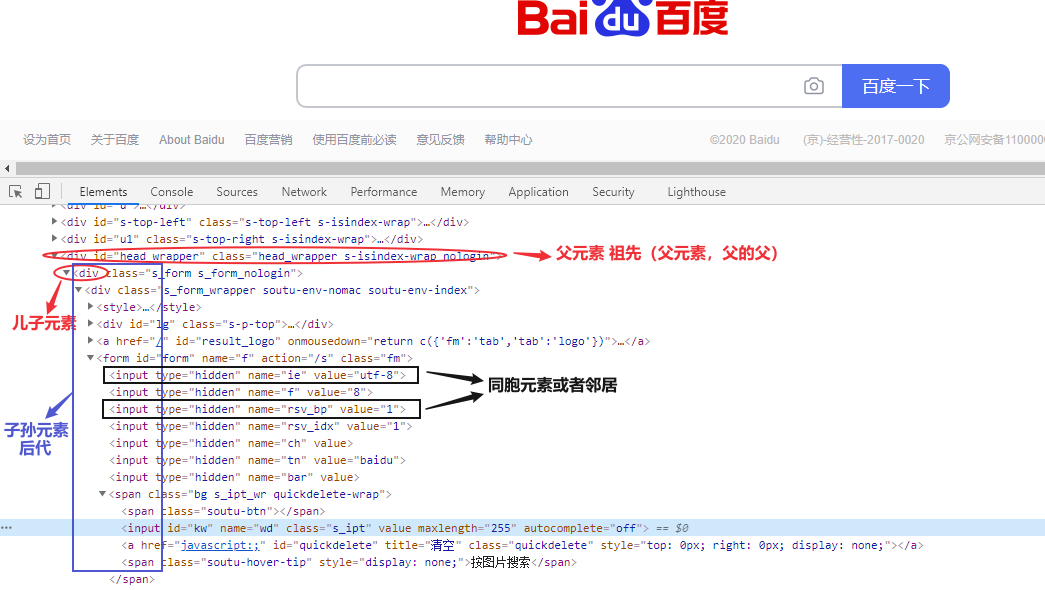 Bai du 百度
百度一下
设为首页 关于百度 About Baidu 百度营销 使用百度前必读 意见反馈 帮助中心 ©2020 Baidu (京)-经营性-2017-0020 京公网安备110000
Elements Console Sources Network Performance Memory Application Security Lighthouse
<div id="s-top-left" class="s-top-left s-isindex-wrap">…</div>
<div id="u1" class="s-top-right s-isindex-wrap">…</div>
<div id="head_wrapper" class="head_wrapper s-isindex-wrap nologin"> 父元素 祖先（父元素，父的父）
<div class="s_form s_form_nologin">
<div class="s_form_wrapper soutu-env-nomac soutu-env-index">
<style>…</style>
儿子元素
<div id="lg" class="s-p-top">…</div>
<a href="/" id="result_logo" onmousedown="return c({'fm':'tab','tab':'logo'})">…</a>
<form id="form" name="f" action="/s" class="fm">
<input type="hidden" name="ie" value="utf-8">
同胞元素或者邻居
<input type="hidden" name="f" value="8">
<input type="hidden" name="rsv_bp" value="1">
<input type="hidden" name="rsv_idx" value="1">
子孙元素
后代
<input type="hidden" name="ch" value>
<input type="hidden" name="tn" value="baidu">
<input type="hidden" name="bar" value>
<span class="bg s_ipt_wr quickdelete-wrap">
<span class="soutu-btn"></span>
… <input id="kw" name="wd" class="s_ipt" value maxlength="255" autocomplete="off"> == $0
<a href="javascript:;" id="quickdelete" title="清空" class="quickdelete" style="top: 0px; right: 0px; display: none;"></a>
<span class="soutu-hover-tip" style="display: none;">按图片搜索</span>
</span>